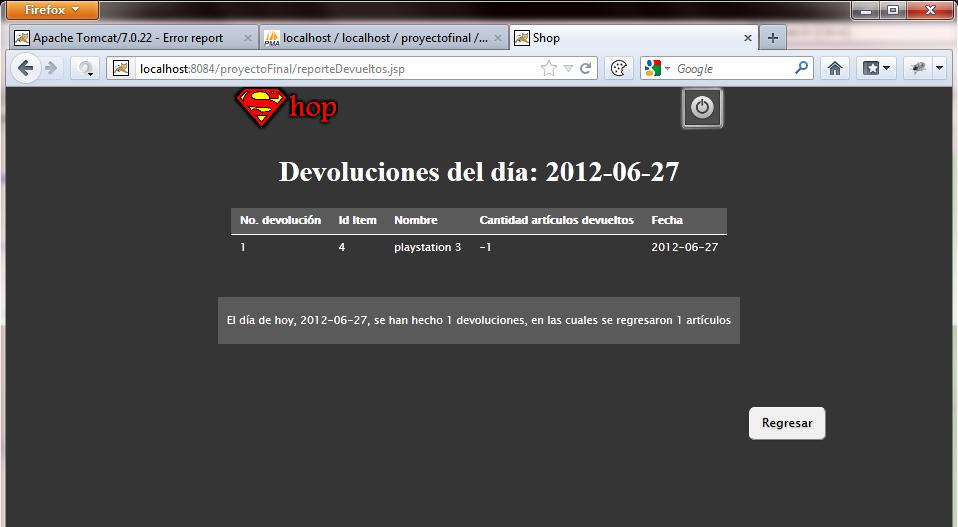 Firefox
Apache Tomcat/7.0.22 - Error report
localhost / localhost / proyectofinal /...
Shop
localhost:8084/proyectoFinal/reporteDevueltos.jsp
Google
Shop
Devoluciones del día: 2012-06-27
No. devolución Id Item Nombre Cantidad artículos devueltos Fecha
1 4 playstation 3 -1 2012-06-27
El día de hoy, 2012-06-27, se han hecho 1 devoluciones, en las cuales se regresaron 1 artículos
Regresar